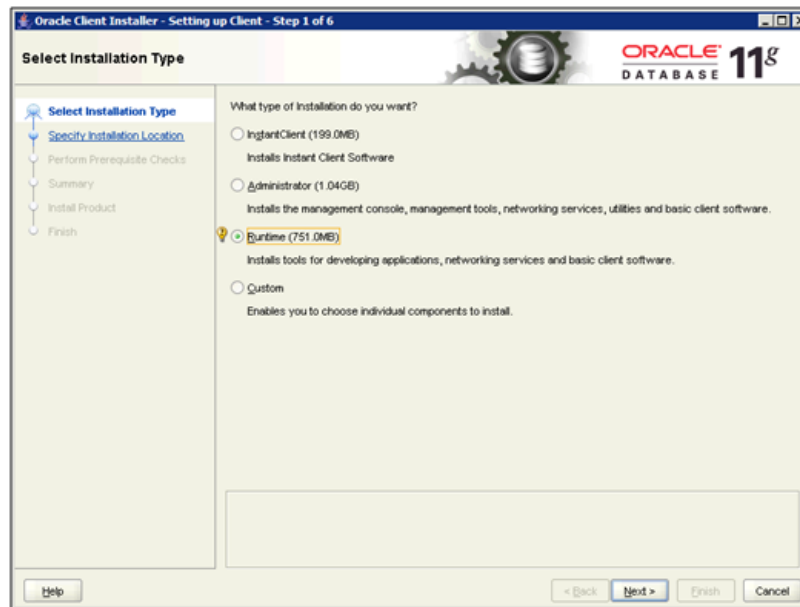 Oracle Client Installer - Setting up Client - Step 1 of 6
Select Installation Type
ORACLE
DATABASE 11g
Select Installation Type
Specify Installation Location
Perform Prerequisite Checks
Summary
Install Product
Finish
What type of Installation do you want?
InstantClient (199.0MB)
Installs Instant Client Software
Administrator (1.04GB)
Installs the management console, management tools, networking services, utilities and basic client software.
Runtime (751.0MB)
Installs tools for developing applications, networking services and basic client software.
Custom
Enables you to choose individual components to install.
Help
< Back
Next >
Finish
Cancel